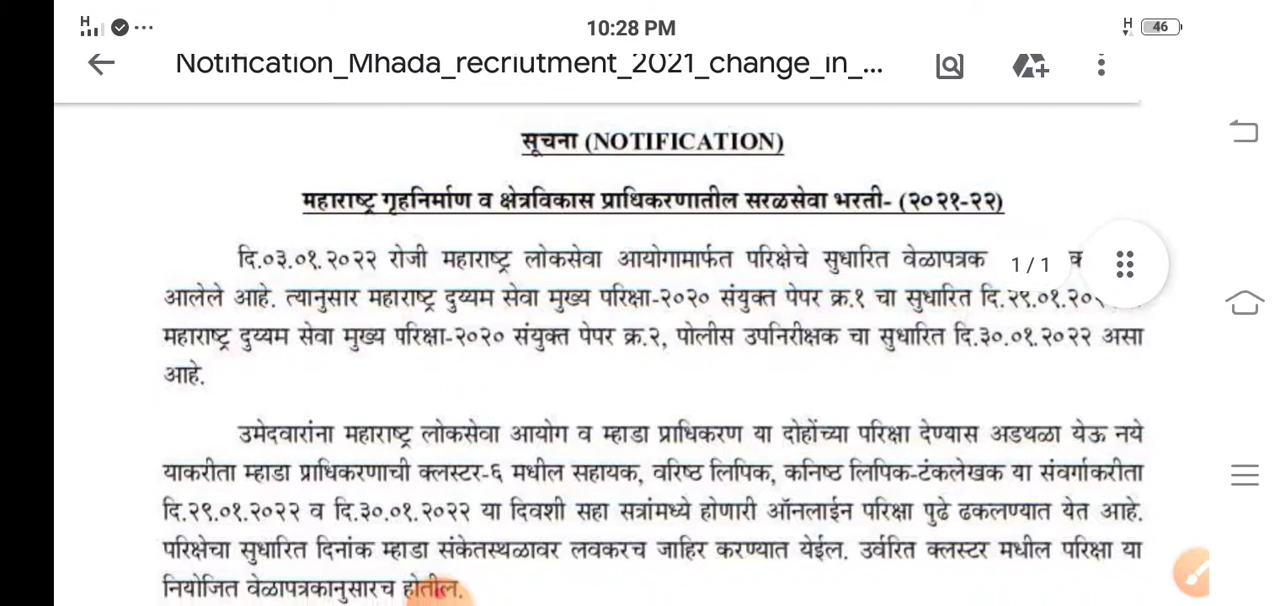 H 10:28 PM H 46
Notification_Mhada_recriutment_2021_change_in_...
सूचना (NOTIFICATION)
महाराष्ट्र गृहनिर्माण व क्षेत्रविकास प्राधिकरणातील सरळसेवा भरती- (२०२१-२२)
दि.०३.०१.२०२२ रोजी महाराष्ट्र लोकसेवा आयोगामार्फत परिक्षेचे सुधारित वेळापत्रक 1 / 1
आलेले आहे. त्यानुसार महाराष्ट्र दुय्यम सेवा मुख्य परिक्षा-२०२० संयुक्त पेपर क्र.१ चा सुधारित
महाराष्ट्र दुय्यम सेवा मुख्य परिक्षा-२०२० संयुक्त पेपर क्र.२, पोलीस उपनिरीक्षक चा सुधारित दि.३०.०१.२०२२ असा
आहे.
उमेदवारांना महाराष्ट्र लोकसेवा आयोग व म्हाडा प्राधिकरण या दोहोंच्या परिक्षा देण्यास अडथळा येऊ नये
याकरीता म्हाडा प्राधिकरणाची क्लस्टर-६ मधील सहायक, वरिष्ठ लिपिक, कनिष्ठ लिपिक-टंकलेखक या संवर्गाकरीता
दि.२९.०१.२०२२ व दि.३०.०१.२०२२ या दिवशी सहा सत्रांमध्ये होणारी ऑनलाईन परिक्षा पुढे ढकलण्यात येत आहे.
परिक्षेचा सुधारित दिनांक म्हाडा संकेतस्थळावर लवकरच जाहिर करण्यात येईल. उर्वरित क्लस्टर मधील परिक्षा या
नियोजित वेळापत्रकानुसारच होतील.